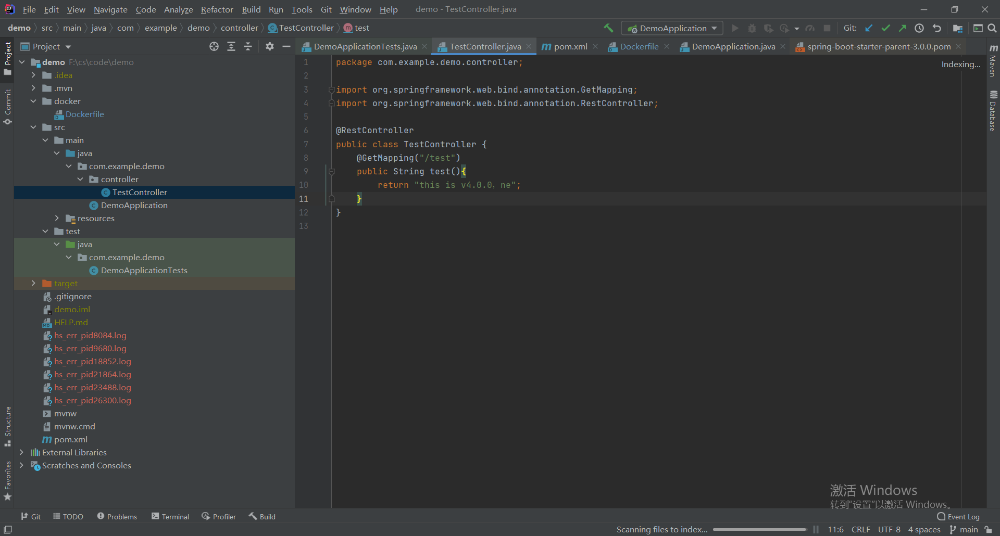 File Edit View Navigate Code Analyze Refactor Build Run Tools Git Window Help demo - TestController.java
demo src main java com example demo controller TestController test DemoApplication Git:
Project
DemoApplicationTests.java TestController.java pom.xml Dockerfile DemoApplication.java spring-boot-starter-parent-3.0.0.pom
Indexing...
demo F:\cs\code\demo
.idea
.mvn
docker
Dockerfile
src
main
java
com.example.demo
controller
TestController
DemoApplication
resources
test
java
com.example.demo
DemoApplicationTests
target
.gitignore
demo.iml
HELP.md
hs_err_pid8084.log
hs_err_pid9680.log
hs_err_pid18852.log
hs_err_pid21864.log
hs_err_pid23488.log
hs_err_pid26300.log
mvnw
mvnw.cmd
pom.xml
External Libraries
Scratches and Consoles
1 package com.example.demo.controller;
2
3 import org.springframework.web.bind.annotation.GetMapping;
4 import org.springframework.web.bind.annotation.RestController;
5
6 @RestController
7 public class TestController {
8 @GetMapping("/test")
9 public String test(){
10 return "this is v4.0.0, ne";
11 }
12 }
13
Project
Commit
Structure
Favorites
Maven
Database
激活 Windows
转到“设置”以激活 Windows。
Git TODO Problems Terminal Profiler Build Event Log
Scanning files to index... 11:6 CRLF UTF-8 4 spaces main